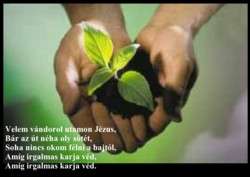 Velem vándorol utamon Jézus,
Bár az út néha oly sötét,
Soha nincs okom félni a bajtól,
Amíg irgalmas karja véd,
Amíg irgalmas karja véd.